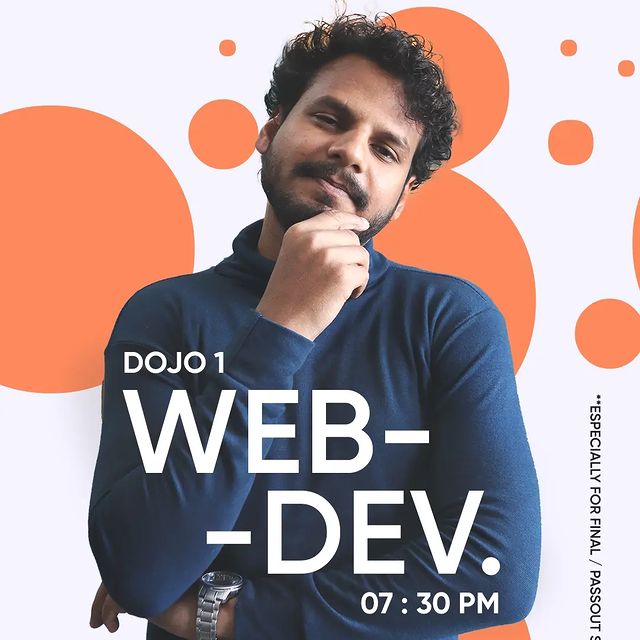 DOJO 1
WEB-
-DEV.
07 : 30 PM
**ESPECIALLY FOR FINAL / PASSOUT